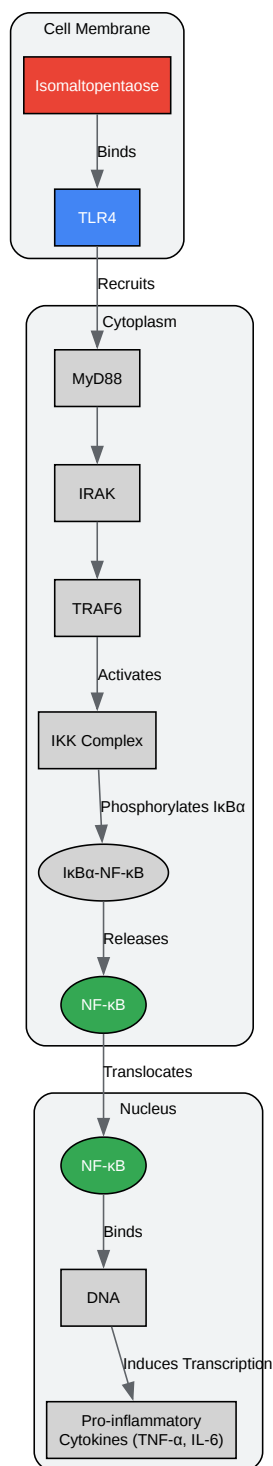 Cell Membrane
Isomaltopentaose
Binds
TLR4
Recruits
Cytoplasm
MyD88
IRAK
TRAF6
Activates
IKK Complex
Phosphorylates IκBα
IκBα-NF-κB
Releases
NF-κB
Translocates
Nucleus
NF-κB
Binds
DNA
Induces Transcription
Pro-inflammatory
Cytokines (TNF-α, IL-6)